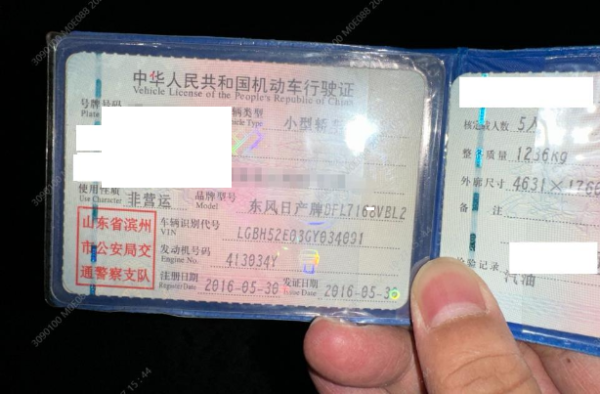 中华人民共和国机动车行驶证
Vehicle License of the People's Republic of China
号牌号码
Plate
辆类型
Vehicle Type
小型轿
使用性质
Use Character
非营运
品牌型号
Model
东风日产牌DFL7168VBL2
山东省滨州
市公安局交
通警察支队
车辆识别代号
VIN
LGBH52E03GY034091
发动机号码
Engine No.
413034Y
注册日期
Register Date
2016-05-30
发证日期
Issue Date
2016-05-30
核定载人数 5人
整备质量 1236Kg
外廓尺寸 4631×1760
备 注
检验记录
汽油
3090100 M0E088